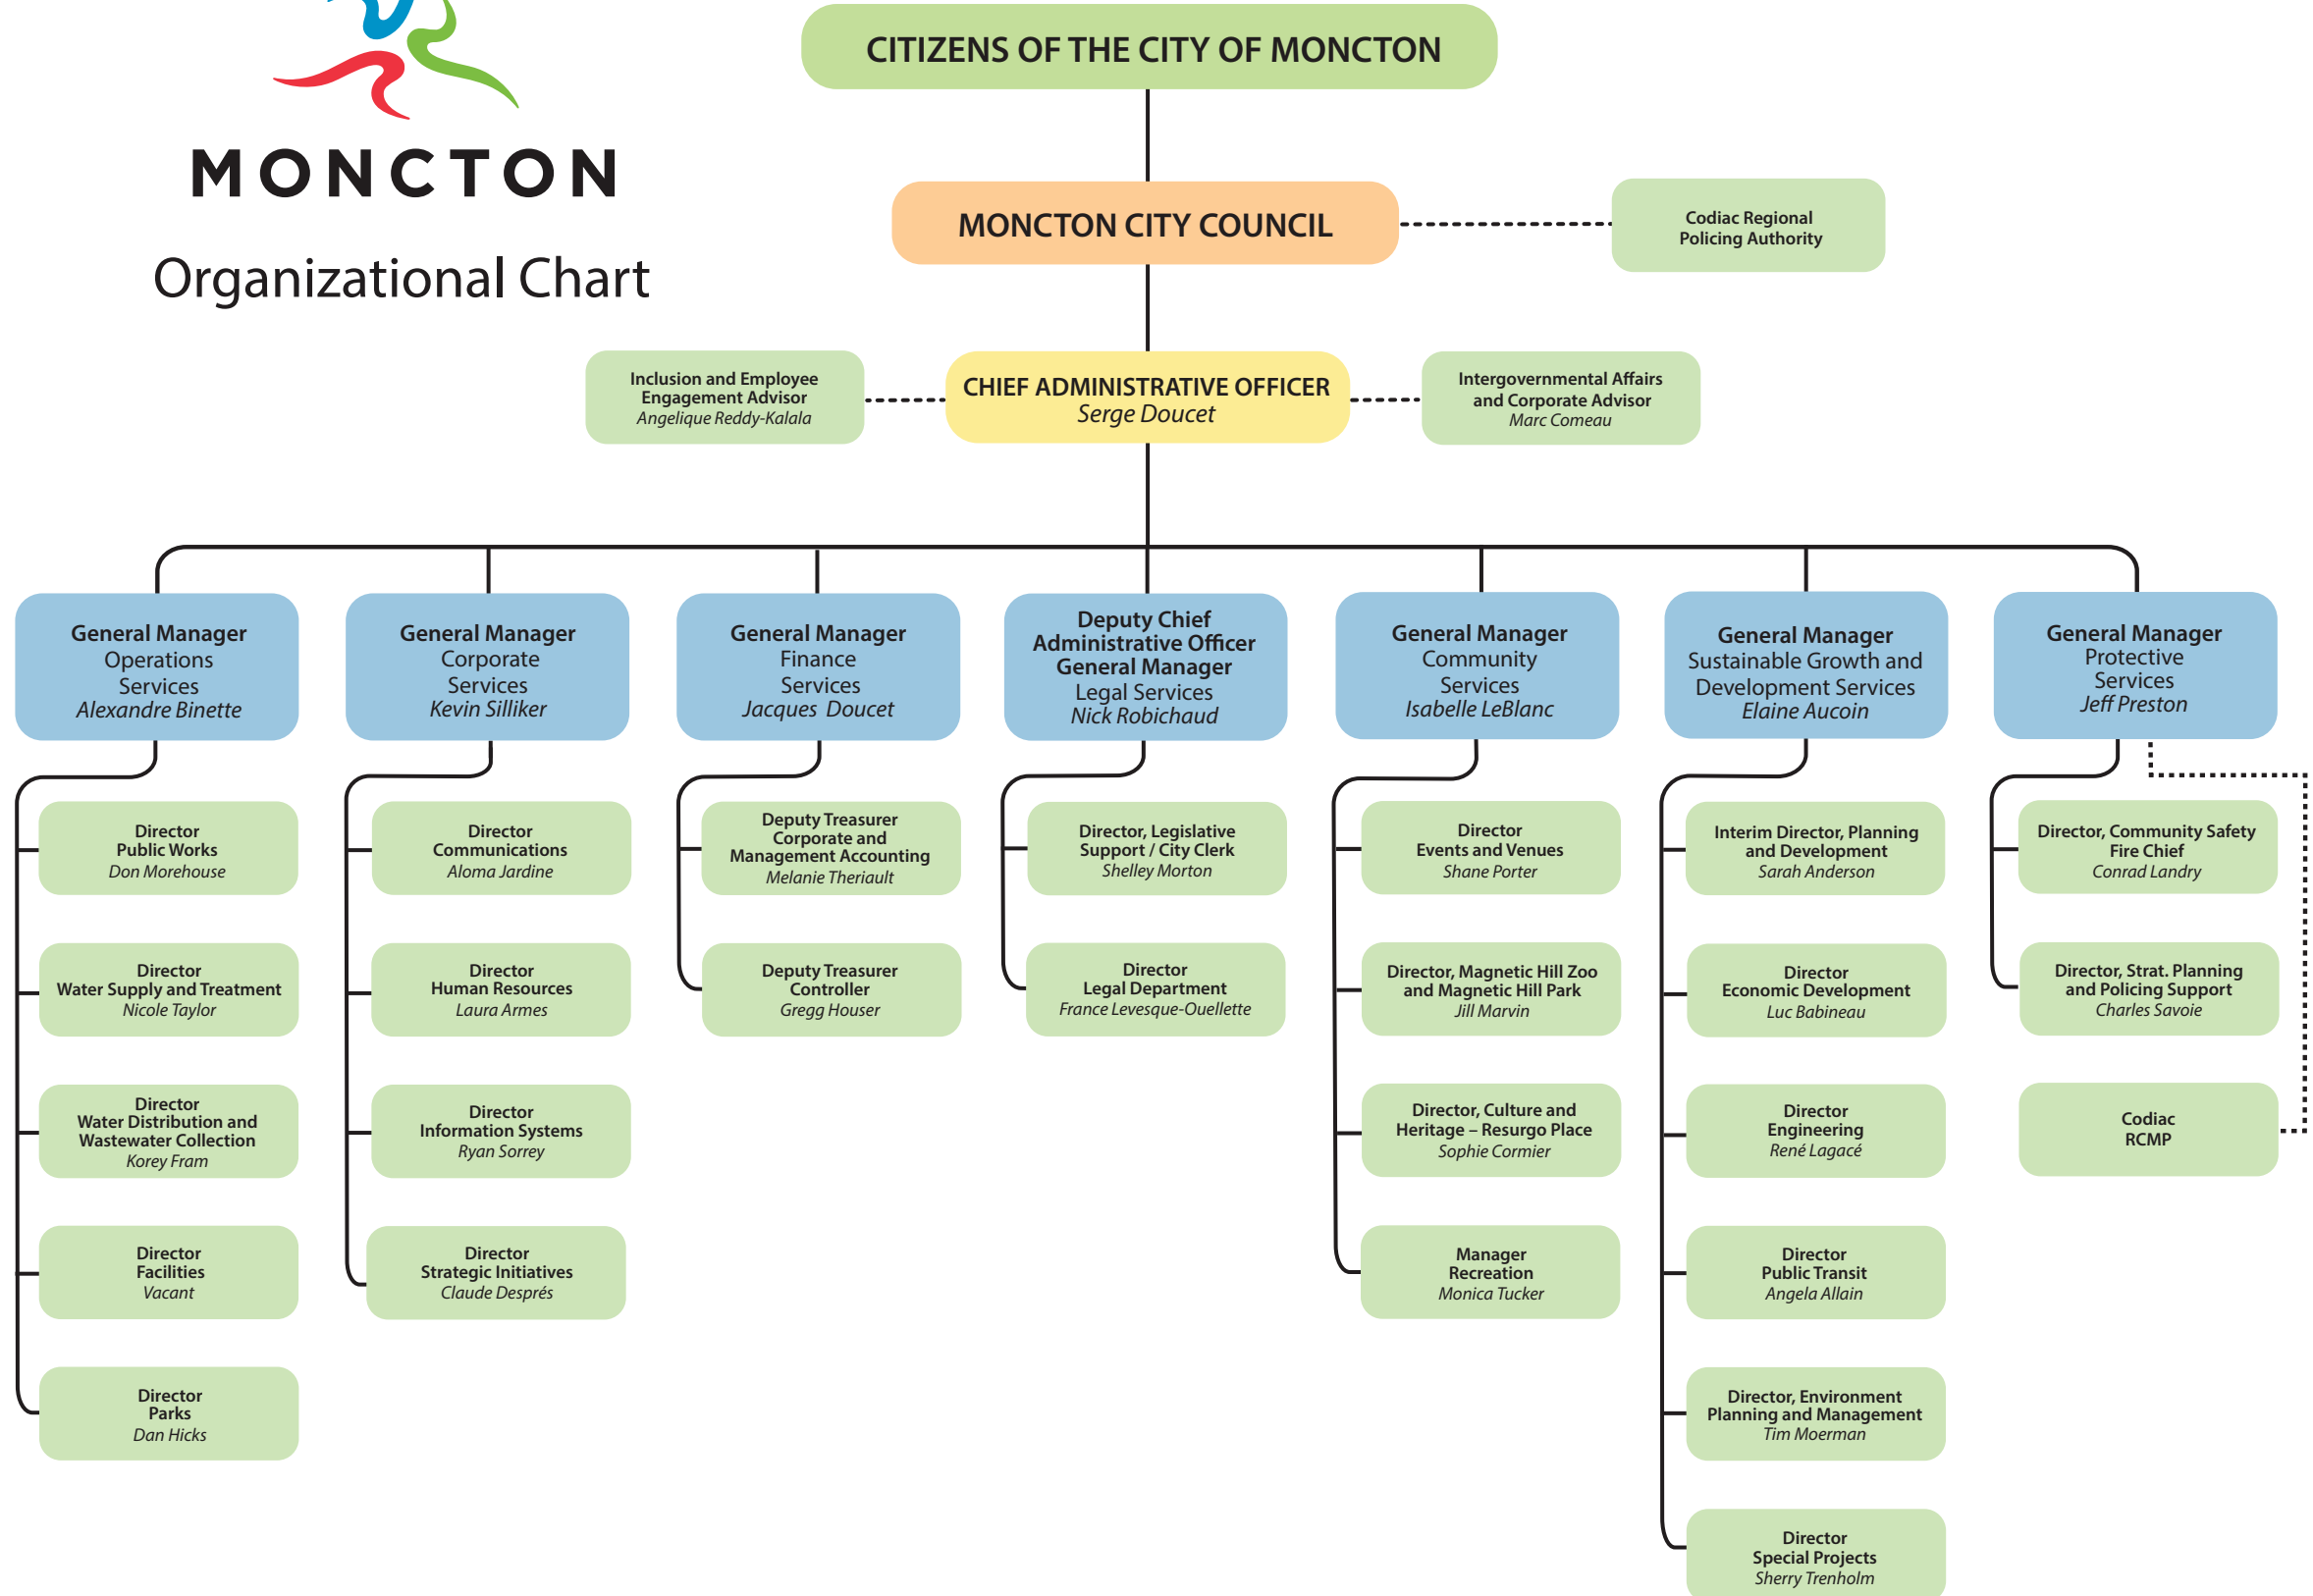 CITIZENS OF THE CITY OF MONCTON
MONCTON
Organizational Chart
MONCTON CITY COUNCIL
Codiac Regional
Policing Authority
Inclusion and Employee
Engagement Advisor
Angelique Reddy-Kalala
CHIEF ADMINISTRATIVE OFFICER
Serge Doucet
Intergovernmental Affairs
and Corporate Advisor
Marc Comeau
General Manager
Operations
Services
Alexandre Binette
General Manager
Corporate
Services
Kevin Silliker
General Manager
Finance
Services
Jacques Doucet
Deputy Chief
Administrative Officer
General Manager
Legal Services
Nick Robichaud
General Manager
Community
Services
Isabelle LeBlanc
General Manager
Sustainable Growth and
Development Services
Elaine Aucoin
General Manager
Protective
Services
Jeff Preston
Director
Public Works
Don Morehouse
Director
Water Supply and Treatment
Nicole Taylor
Director
Water Distribution and
Wastewater Collection
Korey Fram
Director
Facilities
Vacant
Director
Parks
Dan Hicks
Director
Communications
Aloma Jardine
Director
Human Resources
Laura Armes
Director
Information Systems
Ryan Sorrey
Director
Strategic Initiatives
Claude Després
Deputy Treasurer
Corporate and
Management Accounting
Melanie Theriault
Deputy Treasurer
Controller
Gregg Houser
Director, Legislative
Support / City Clerk
Shelley Morton
Director
Legal Department
France Levesque-Ouellette
Director
Events and Venues
Shane Porter
Director, Magnetic Hill Zoo
and Magnetic Hill Park
Jill Marvin
Director, Culture and
Heritage – Resurgo Place
Sophie Cormier
Manager
Recreation
Monica Tucker
Interim Director, Planning
and Development
Sarah Anderson
Director
Economic Development
Luc Babineau
Director
Engineering
René Lagacé
Director
Public Transit
Angela Allain
Director, Environment
Planning and Management
Tim Moerman
Director
Special Projects
Sherry Trenholm
Director, Community Safety
Fire Chief
Conrad Landry
Director, Strat. Planning
and Policing Support
Charles Savoie
Codiac
RCMP